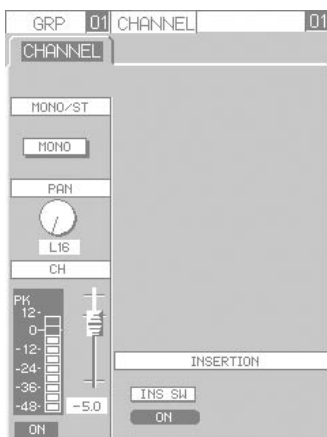 GRP 01 CHANNEL 01
CHANNEL
MONO/ST
MONO
PAN
L16
CH
PK
12-
0-
-12-
-24-
-36-
-48-
-5.0
ON
INSERTION
INS SW
ON